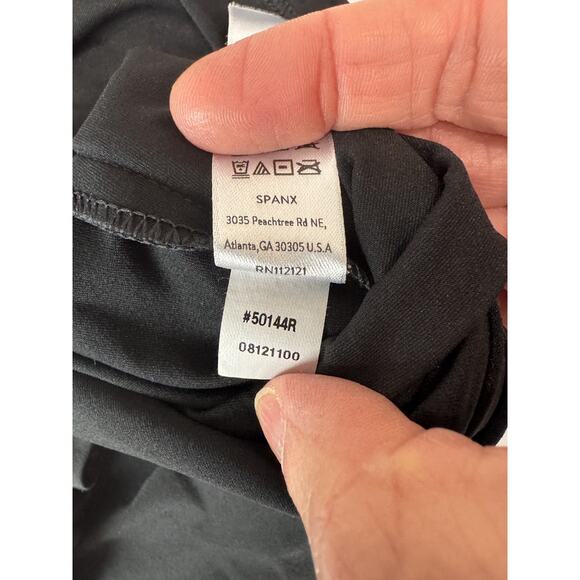 SPANX
3035 Peachtree Rd NE,
Atlanta,GA 30305 U.S.A
RN112121
#50144R
08121100